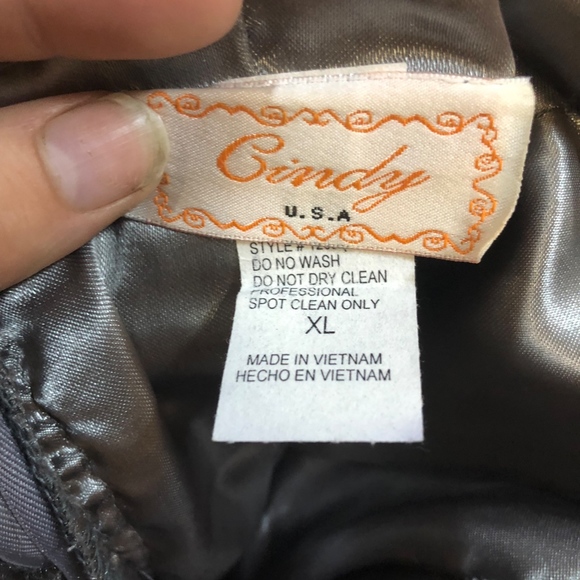 Cindy
U.S.A
STYLE#
DO NO WASH
DO NOT DRY CLEAN
PROFESSIONAL
SPOT CLEAN ONLY
XL
MADE IN VIETNAM
HECHO EN VIETNAM